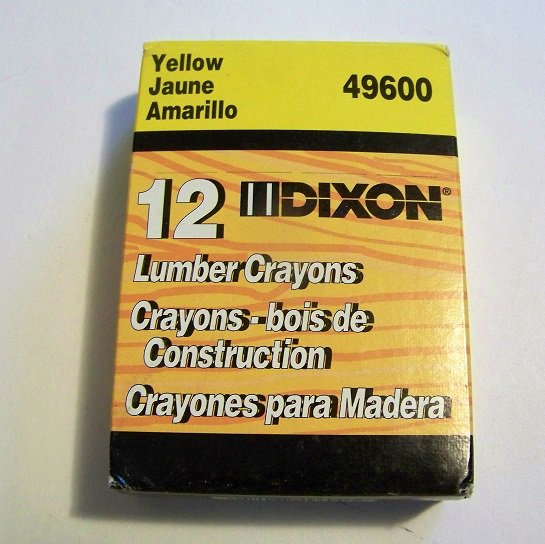 Yellow
Jaune
Amarillo
49600
12 DIXON®
Lumber Crayons
Crayons - bois de
Construction
Crayones para Madera